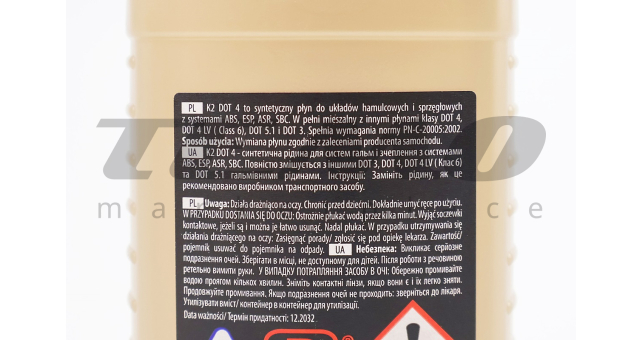 PL K2 DOT 4 to syntetyczny płyn do układów hamulcowych i sprzęgłowych
z systemami ABS, ESP, ASR, SBC. W pełni mieszalny z innymi płynami klasy DOT 4,
DOT 4 LV ( Class 6), DOT 5.1 i DOT 3. Spełnia wymagania normy PN-C-20005:2002.
Sposób użycia: Wymiana płynu zgodnie z zaleceniami producenta samochodu.
UA K2 DOT 4 - синтетична рідина для систем гальм і зчеплення з системами
ABS, ESP, ASR, SBC. Повністю змішується з іншими DOT 3, DOT 4, DOT 4 LV ( Клас 6)
та DOT 5.1 гальмівними рідинами. Інструкції: Замініть рідину, як це
рекомендовано виробником транспортного засобу.
PL Uwaga: Działa drażniąco na oczy. Chronić przed dziećmi. Dokładnie umyć ręce po użyciu.
W PRZYPADKU DOSTANIA SIĘ DO OCZU: Ostrożnie płukać wodą przez kilka minut. Wyjąć soczewki
kontaktowe, jeżeli są i można je łatwo usunąć. Nadal płukać. W przypadku utrzymywania się
działania drażniącego na oczy: Zasięgnąć porady/ zgłosić się pod opiekę lekarza. Zawartość/
pojemnik usuwać do pojemnika na odpady. UA Небезпека: Викликає серйозне
подразнення очей. Зберігати в місці, не доступному для дітей. Після роботи з речовиною
ретельно вимити руки. У ВИПАДКУ ПОТРАПЛЯННЯ ЗАСОБУ В ОЧІ: Обережно промивайте
водою проягом кількох хвилин. Зніміть контактні лінзи, якщо вони є і їх легко зняти.
Продовжуйте промивання. Якщо подразнення очей не проходить: зверніться до лікаря.
Утилізувати вміст/ контейнер в контейнер для утилізації.
Data ważności/ Термін придатності: 12.2032